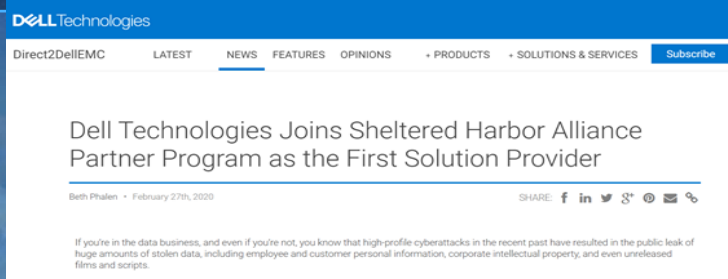 DELLTechnologies
Direct2DellEMC LATEST NEWS FEATURES OPINIONS + PRODUCTS + SOLUTIONS & SERVICES Subscribe
Dell Technologies Joins Sheltered Harbor Alliance
Partner Program as the First Solution Provider
Beth Phalen • February 27th, 2020 SHARE:
If you're in the data business, and even if you're not, you know that high-profile cyberattacks in the recent past have resulted in the public leak of
huge amounts of stolen data, including employee and customer personal information, corporate intellectual property, and even unreleased
films and scripts.